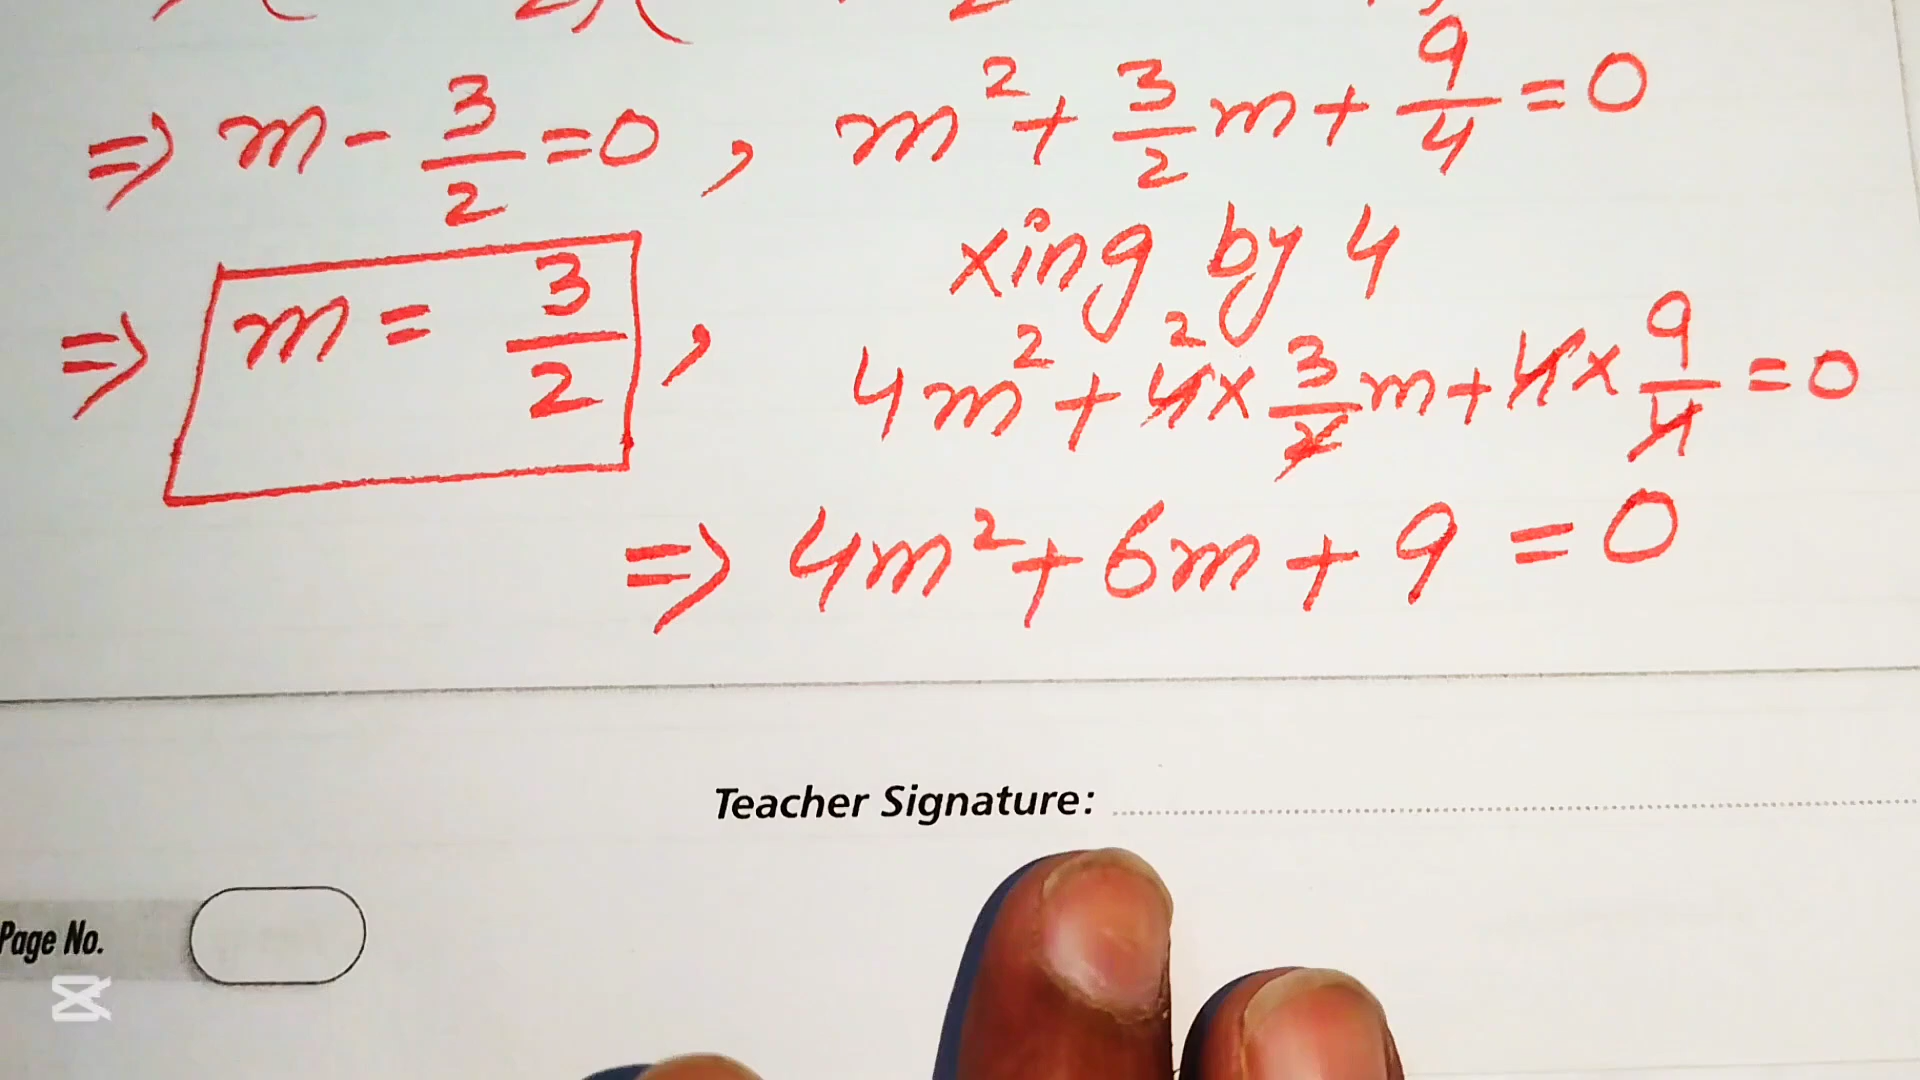 => m - 3/2 = 0 , m² + 3/2 m + 9/4 = 0
xing by 4
=> m = 3/2 , 4m² + 4² x 3/2 m + 4 x 9/4 = 0
=> 4m² + 6m + 9 = 0
Teacher Signature:
Page No.